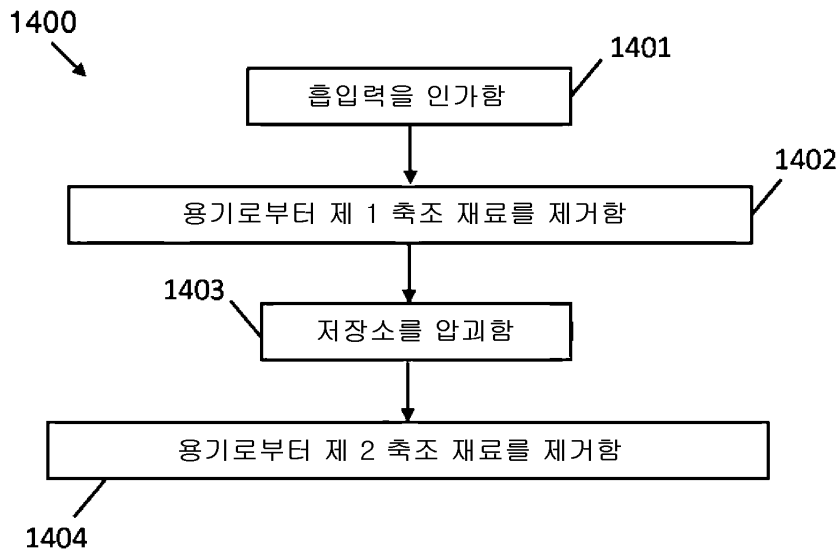 1400
1401
흡입력을 인가함
1402
용기로부터 제 1 축조 재료를 제거함
1403
저장소를 압괴함
용기로부터 제 2 축조 재료를 제거함
1404